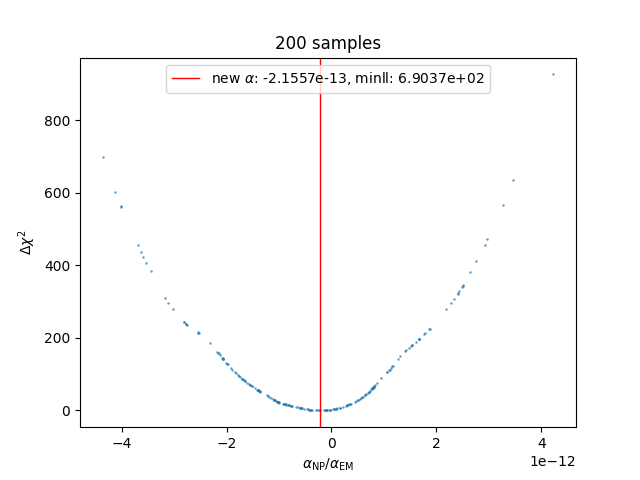 200 samples
new α: -2.1557e-13, minll: 6.9037e+02
Δχ²
800
600
400
200
0
−4
−2
0
2
4
1e−12
α_NP/α_EM